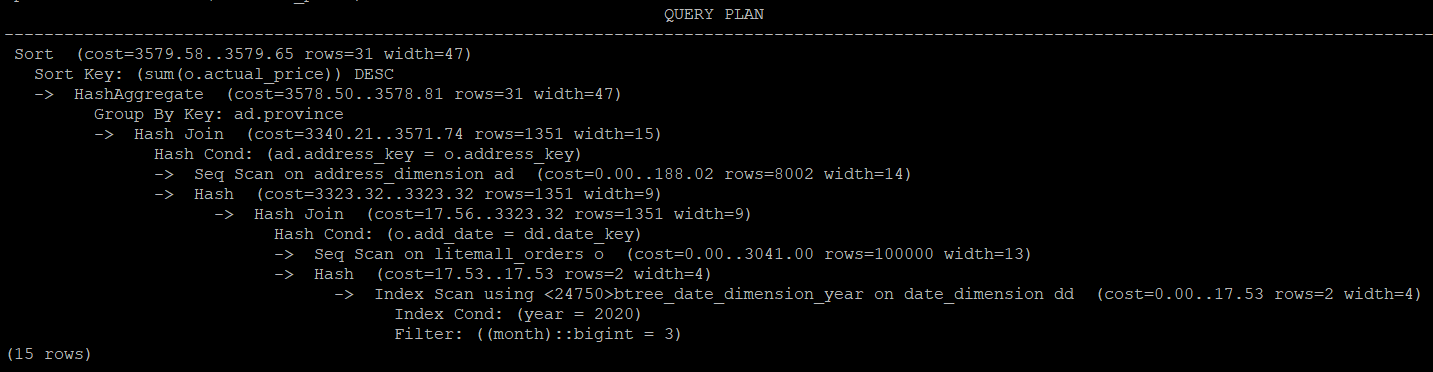 QUERY PLAN
----------------------------------------------------------------------------------------------------------------------------------------------
Sort  (cost=3579.58..3579.65 rows=31 width=47)
  Sort Key: (sum(o.actual_price)) DESC
  ->  HashAggregate  (cost=3578.50..3578.81 rows=31 width=47)
        Group By Key: ad.province
        ->  Hash Join  (cost=3340.21..3571.74 rows=1351 width=15)
              Hash Cond: (ad.address_key = o.address_key)
              ->  Seq Scan on address_dimension ad  (cost=0.00..188.02 rows=8002 width=14)
              ->  Hash  (cost=3323.32..3323.32 rows=1351 width=9)
                    ->  Hash Join  (cost=17.56..3323.32 rows=1351 width=9)
                          Hash Cond: (o.add_date = dd.date_key)
                          ->  Seq Scan on litemall_orders o  (cost=0.00..3041.00 rows=100000 width=13)
                          ->  Hash  (cost=17.53..17.53 rows=2 width=4)
                                ->  Index Scan using <24750>btree_date_dimension_year on date_dimension dd  (cost=0.00..17.53 rows=2 width=4)
                                      Index Cond: (year = 2020)
                                      Filter: ((month)::bigint = 3)
(15 rows)